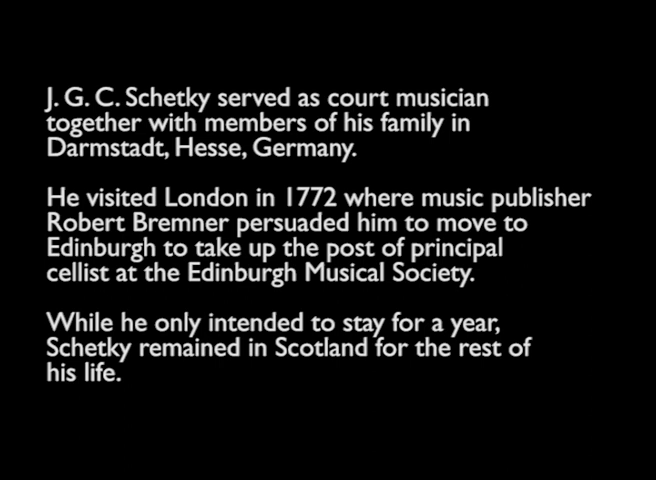 J. G. C. Schetky served as court musician
together with members of his family in
Darmstadt, Hesse, Germany.
He visited London in 1772 where music publisher
Robert Bremner persuaded him to move to
Edinburgh to take up the post of principal
cellist at the Edinburgh Musical Society.
While he only intended to stay for a year,
Schetky remained in Scotland for the rest of
his life.